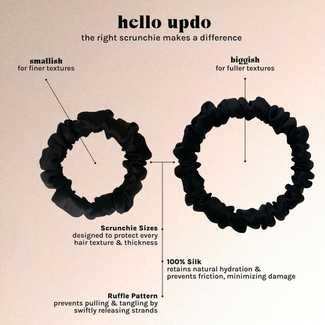 hello updo
the right scrunchie makes a difference
smallish
for finer textures
biggish
for fuller textures
Scrunchie Sizes
designed to protect every
hair texture & thickness
100% Silk
retains natural hydration &
prevents friction, minimizing damage
Ruffle Pattern
prevents pulling & tangling by
swiftly releasing strands